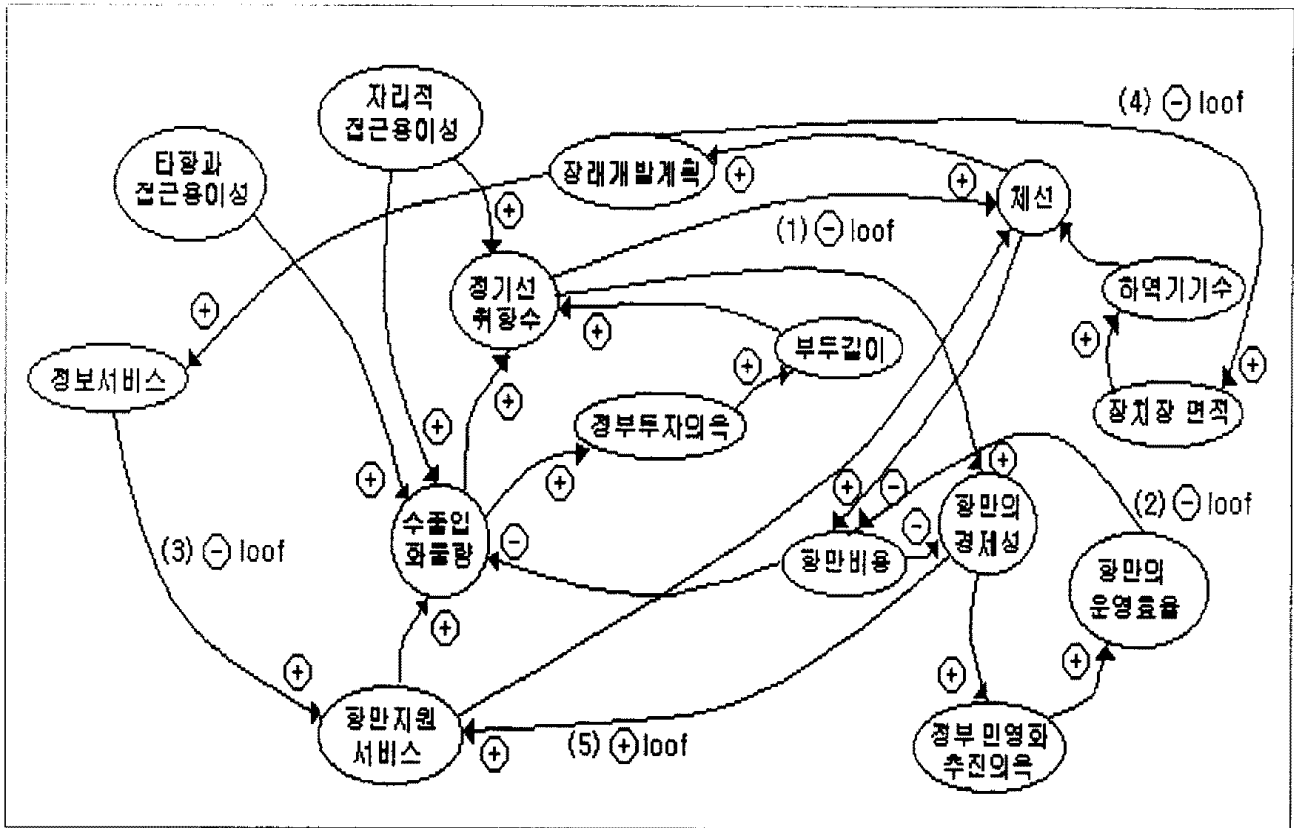 자리적
접근용이성
(4) ⊖ loof
타항과
접근용이성
장래개발계획
⊕
⊕
체선
⊕
(1) ⊖ loof
정기선
취항수
하역기기수
⊕
⊕
부두길이
⊕
⊕
⊕
정보서비스
⊕
장치장 면적
정부투자의욕
⊕
⊕
⊕
⊕
⊕
⊖
⊕
수출입
화물량
(3) ⊖ loof
⊖
항만비용
⊖
항만의
경제성
(2) ⊖ loof
항만의
운영효율
⊕
⊕
⊕
⊕
항만지원
서비스
⊕
(5) ⊕ loof
정부 민영화
추진의욕